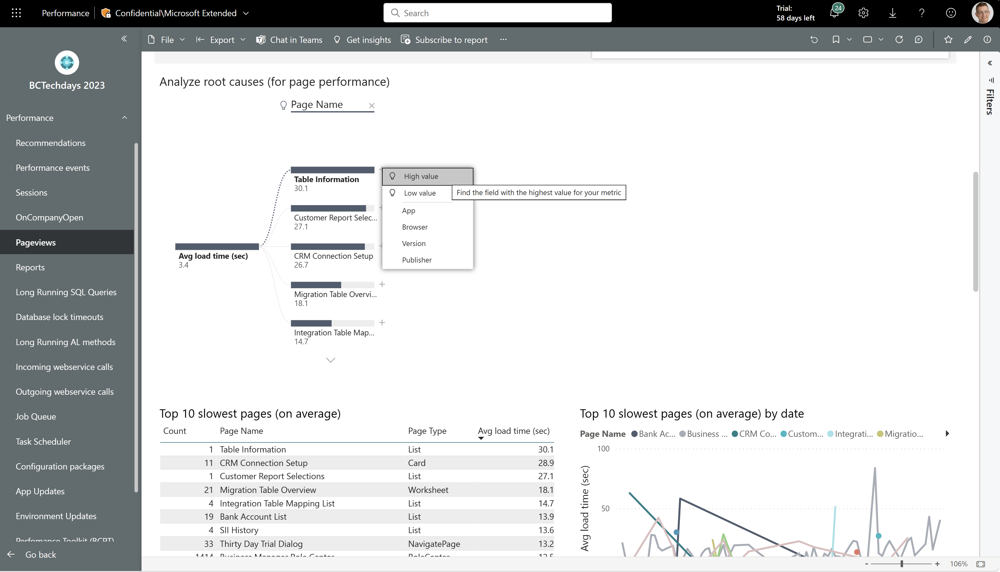 Performance
Confidential\Microsoft Extended
Search
Trial:
58 days left
24
File
Export
Chat in Teams
Get insights
Subscribe to report
BCTechdays 2023
Performance
Recommendations
Performance events
Sessions
OnCompanyOpen
Pageviews
Reports
Long Running SQL Queries
Database lock timeouts
Long Running AL methods
Incoming webservice calls
Outgoing webservice calls
Job Queue
Task Scheduler
Configuration packages
App Updates
Environment Updates
Perfomance Toolkit (BCPT)
Go back
Filters
Analyze root causes (for page performance)
Page Name
Avg load time (sec)
3.4
Table Information
30.1
Customer Report Selec...
27.1
CRM Connection Setup
26.7
Migration Table Overvi...
18.1
Integration Table Map...
14.7
High value
Low value
Find the field with the highest value for your metric
App
Browser
Version
Publisher
Top 10 slowest pages (on average)
Count Page Name Page Type Avg load time (sec)
1 Table Information List 30.1
11 CRM Connection Setup Card 28.9
1 Customer Report Selections List 27.1
21 Migration Table Overview Worksheet 18.1
4 Integration Table Mapping List List 14.7
19 Bank Account List List 13.9
4 SII History List 13.6
33 Thirty Day Trial Dialog NavigatePage 13.2
1414 Business Manager Role Center RoleCenter 12.5
Top 10 slowest pages (on average) by date
Page Name Bank Ac... Business ... CRM Co... Custom... Integrati... Migratio...
100
50
Avg load time (sec)
106%